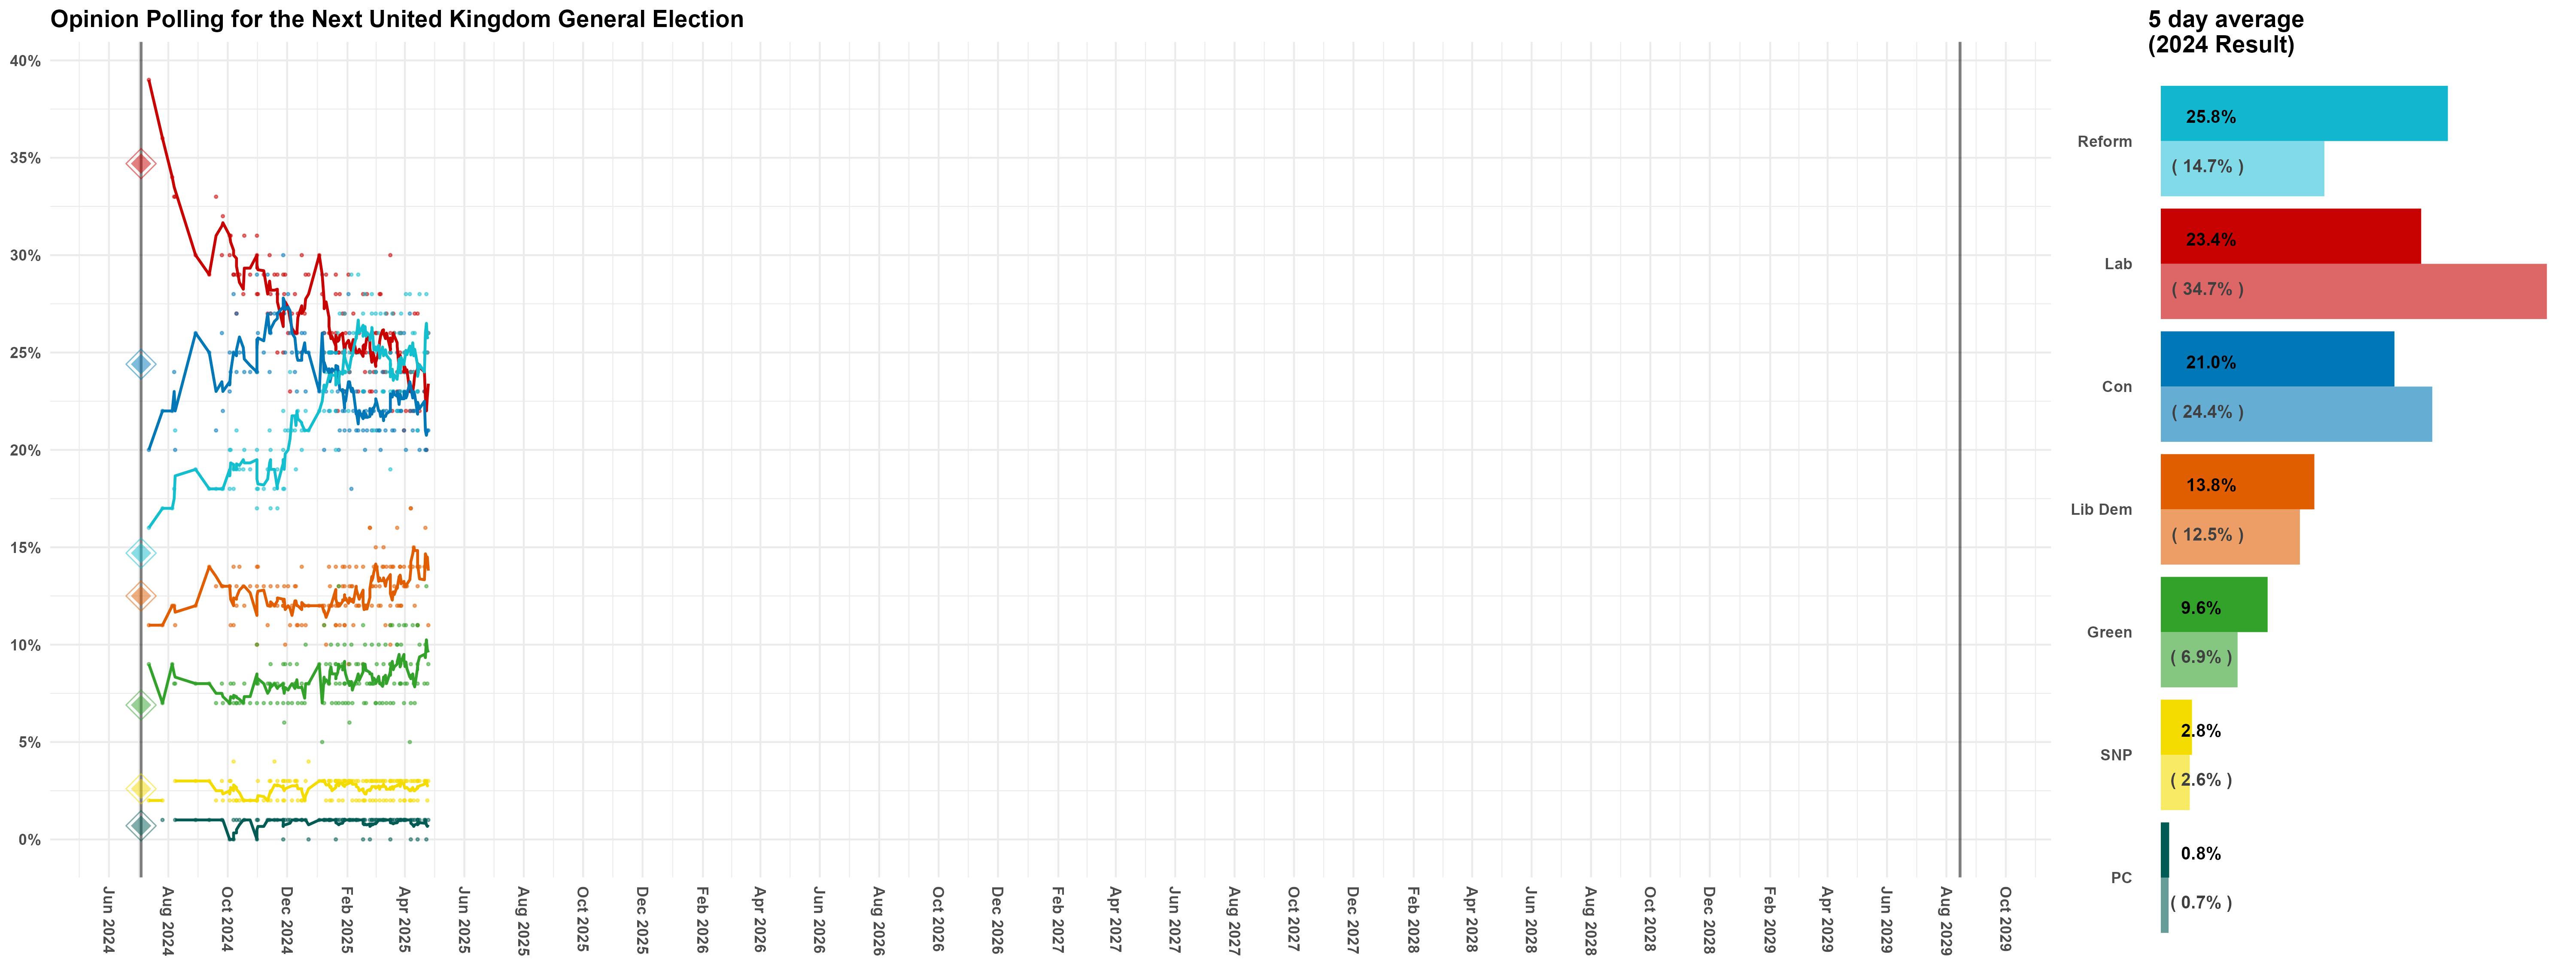 Opinion Polling for the Next United Kingdom General Election
5 day average
(2024 Result)
40%
35%
30%
25%
20%
15%
10%
5%
0%
Jun 2024
Aug 2024
Oct 2024
Dec 2024
Feb 2025
Apr 2025
Jun 2025
Aug 2025
Oct 2025
Dec 2025
Feb 2026
Apr 2026
Jun 2026
Aug 2026
Oct 2026
Dec 2026
Feb 2027
Apr 2027
Jun 2027
Aug 2027
Oct 2027
Dec 2027
Feb 2028
Apr 2028
Jun 2028
Aug 2028
Oct 2028
Dec 2028
Feb 2029
Apr 2029
Jun 2029
Aug 2029
Oct 2029
25.8%
Reform
( 14.7% )
23.4%
Lab
( 34.7% )
21.0%
Con
( 24.4% )
13.8%
Lib Dem
( 12.5% )
9.6%
Green
( 6.9% )
2.8%
SNP
( 2.6% )
0.8%
PC
( 0.7% )